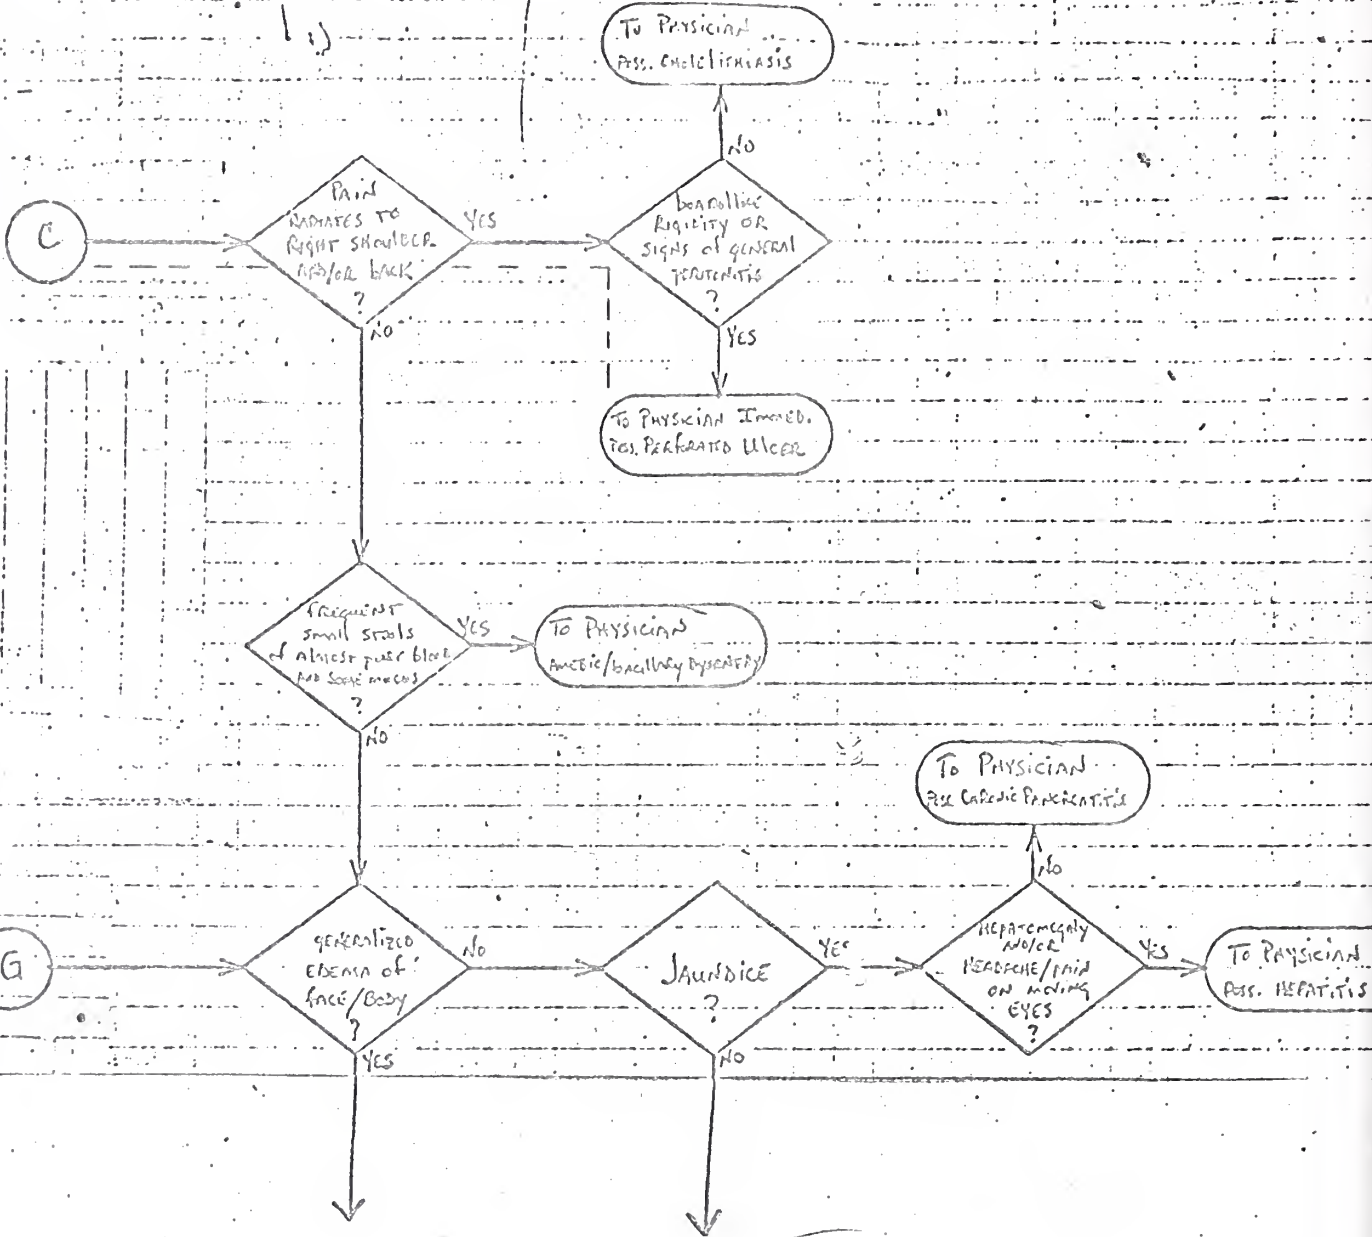 To Physician
Poss. Cholelithiasis
NO
C
Pain
Radiates to
Right Shoulder
and/or back
?
YES
Boardlike
Rigidity OR
Signs of general
peritonitis
?
NO
YES
To Physician Immed.
Pos. Perforated Ulcer
Frequent
small stools
of almost pure blood
and some mucus
?
YES
To Physician
Amebic/bacillary Dysentery
NO
To Physician
Poss. Chronic Pancreatitis
No
G
generalized
Edema of
face/Body
?
No
JAUNDICE
?
YES
Hepatomegaly
and/or
Headache/pain
on moving
EYES
?
YES
To Physician
Poss. Hepatitis
YES
NO